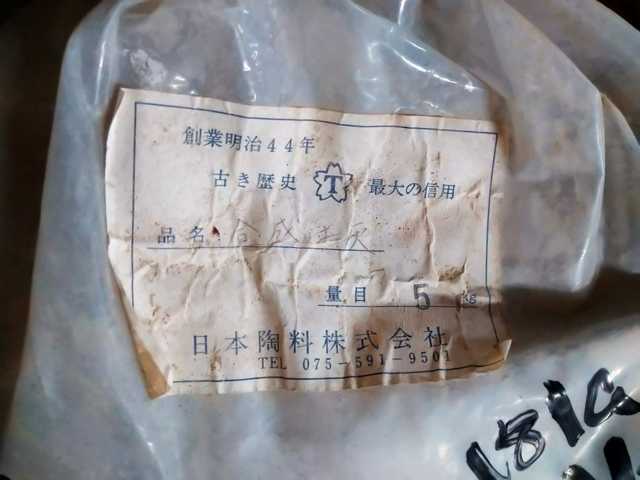 創業明治44年
古き歴史 T 最大の信用
品名 合成
量目 5 KG
日本陶料株式会社
TEL 075-591-9501